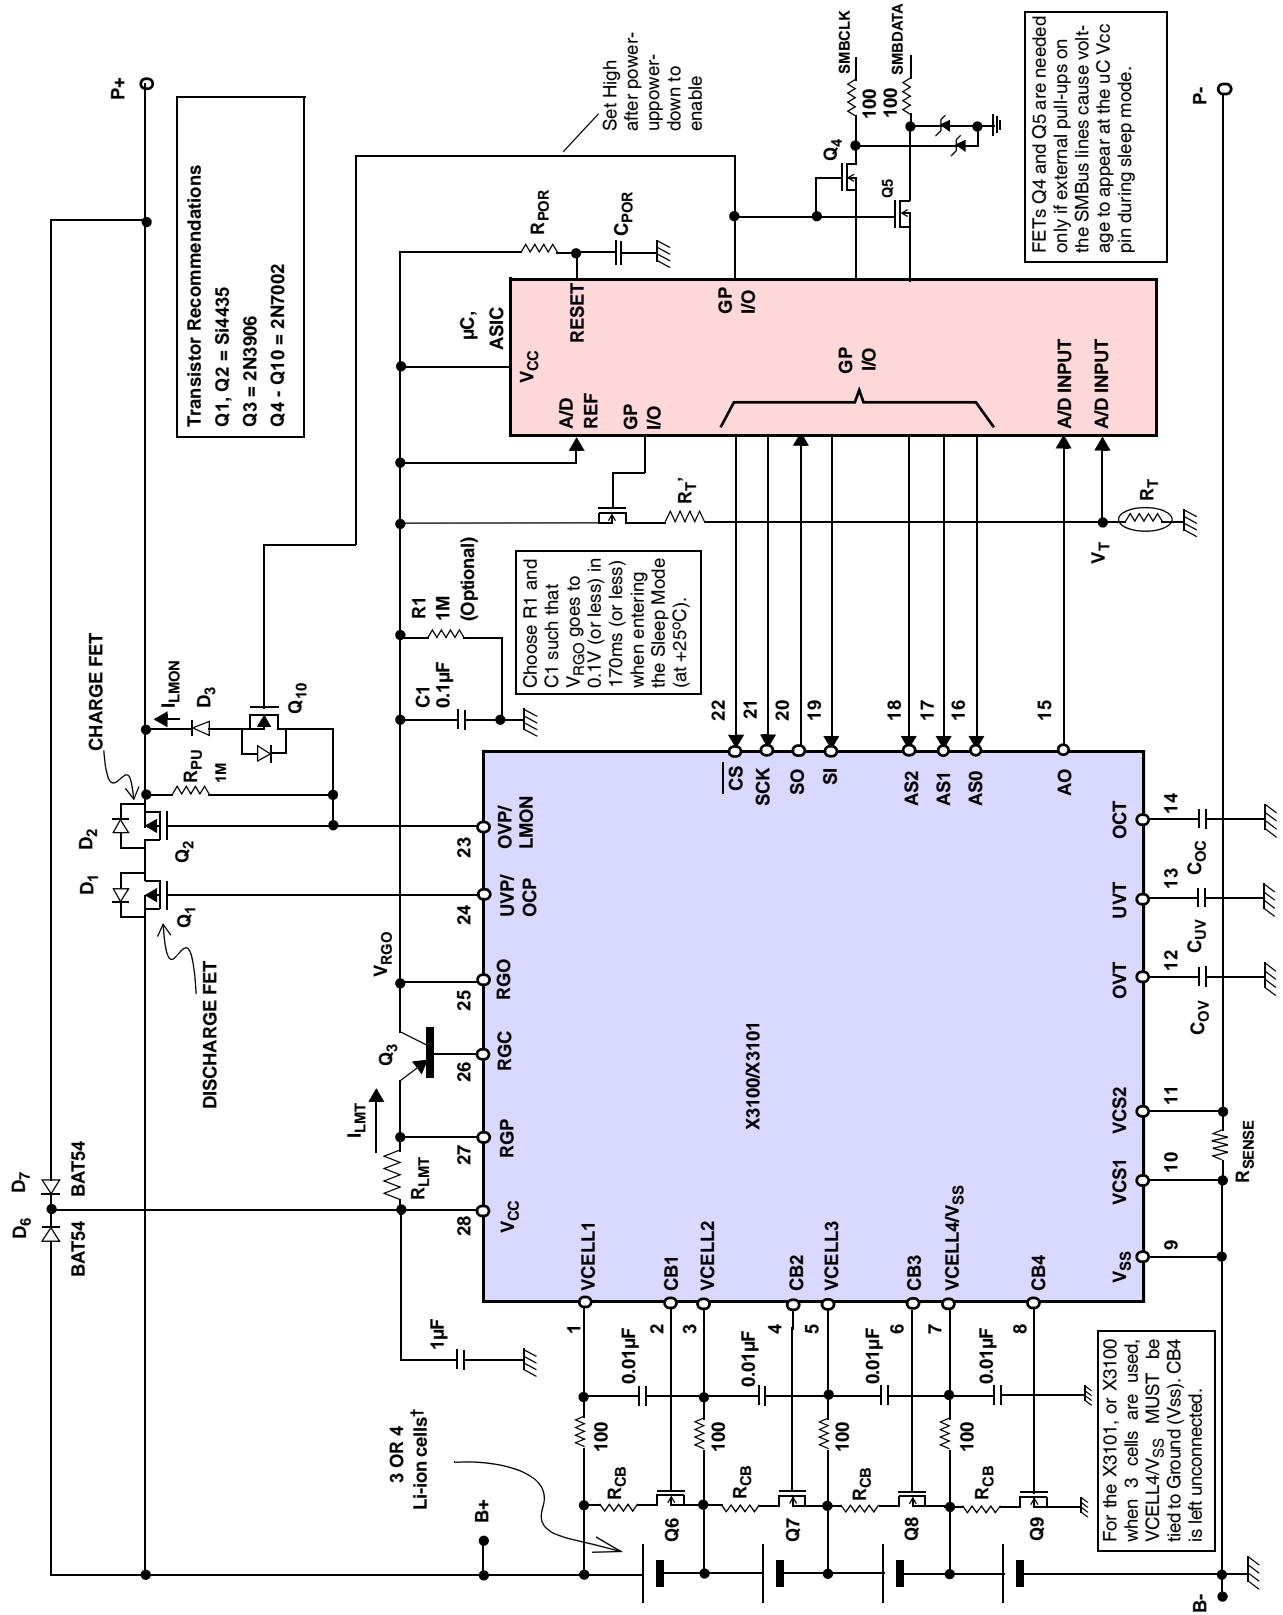 P+
Transistor Recommendations
Q1, Q2 = Si4435
Q3 = 2N3906
Q4 - Q10 = 2N7002
D6
BAT54
D7
BAT54
DISCHARGE FET
CHARGE FET
D1
Q1
D2
Q2
RPU
1M
ILMON
D3
Q10
Set High
after power-
uppower-
down to
enable
B+
3 OR 4
Li-ion cells†
1µF
RLMT
ILMT
Q3
VRGO
C1
0.1µF
R1
1M
(Optional)
Choose R1 and
C1 such that
VRGO goes to
0.1V (or less) in
170ms (or less)
when entering
the Sleep Mode
(at +25ºC).
RPOR
CPOR
µC,
ASIC
VCC
RESET
A/D
REF
GP
I/O
GP
I/O
GP
I/O
A/D INPUT
A/D INPUT
RT'
VT
RT
Q4
Q5
100
SMBCLK
100
SMBDATA
FETs Q4 and Q5 are needed
only if external pull-ups on
the SMBus lines cause volt-
age to appear at the uC Vcc
pin during sleep mode.
28
27
26
25
24
23
VCC
RGP
RGC
RGO
UVP/
OCP
OVP/
LMON
X3100/X3101
1
VCELL1
2
CB1
3
VCELL2
4
CB2
5
VCELL3
6
CB3
7
VCELL4/VSS
8
CB4
22
CS
21
SCK
20
SO
19
SI
18
AS2
17
AS1
16
AS0
15
AO
VSS
VCS1
VCS2
OVT
UVT
OCT
9
10
11
12
13
14
RSENSE
COV
CUV
COC
100
0.01µF
RCB
Q6
100
0.01µF
RCB
Q7
100
0.01µF
RCB
Q8
100
0.01µF
RCB
Q9
For the X3101, or X3100
when 3 cells are used,
VCELL4/VSS MUST be
tied to Ground (Vss). CB4
is left unconnected.
B-
P-